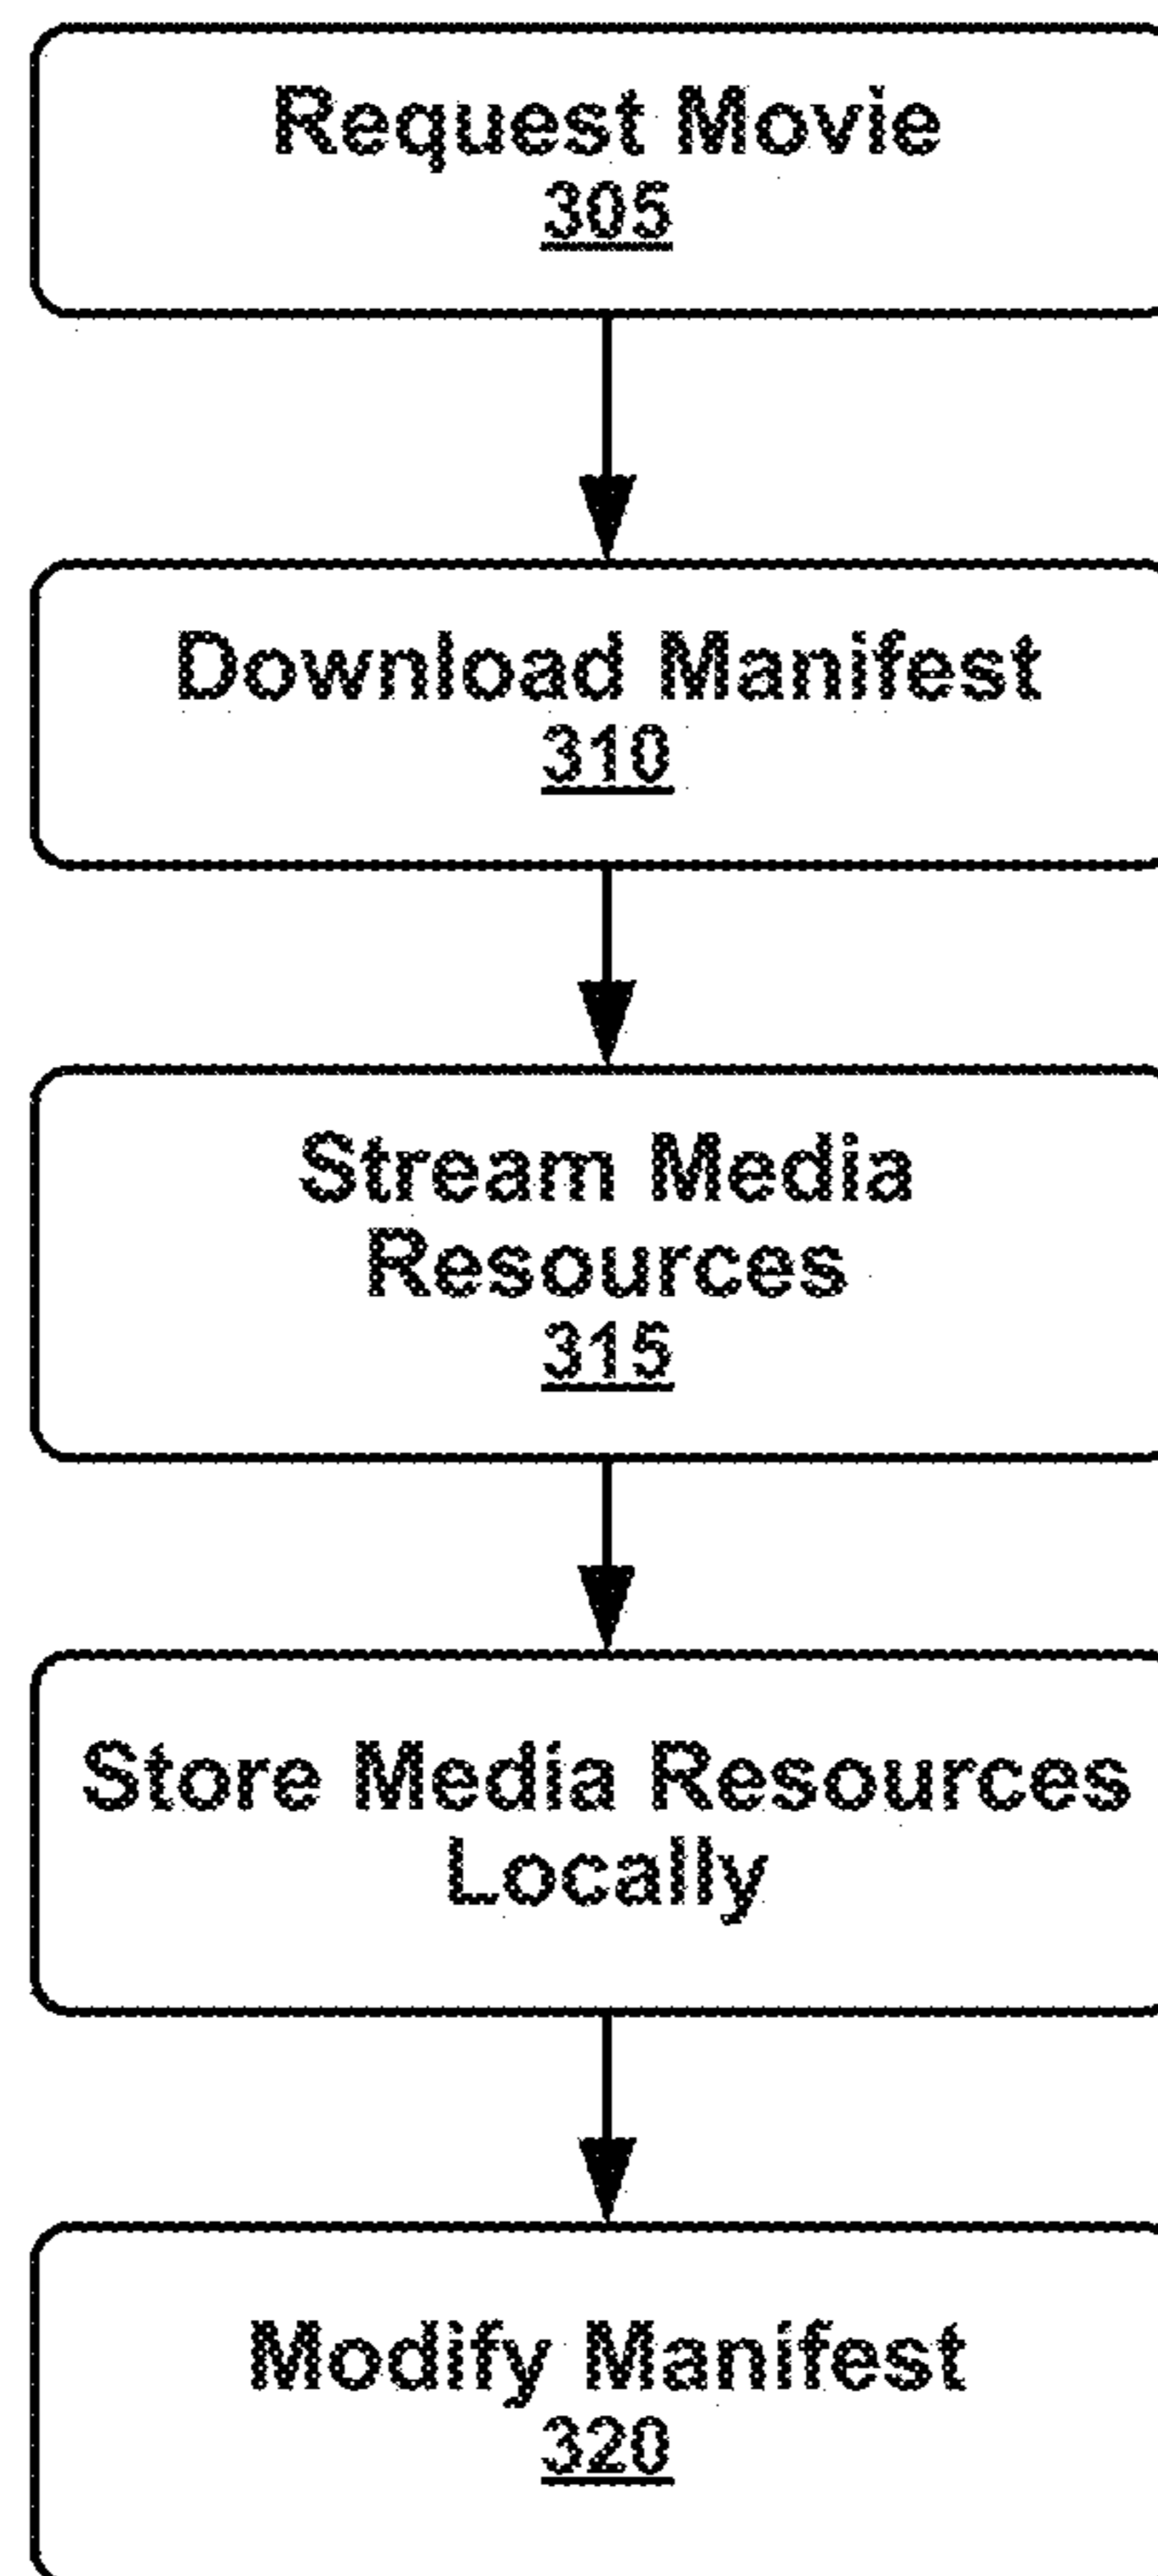 Request Movie
305
Download Manifest
310
Stream Media
Resources
315
Store Media Resources
Locally
Modify Manifest
320